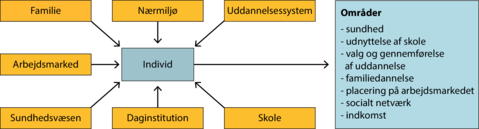 Familie
Nærmiljø
Uddannelsessystem
Arbejdsmarked
Individ
Sundhedsvæsen
Daginstitution
Skole
Områder
- sundhed
- udnyttelse af skole
- valg og gennemførelse
af uddannelse
- familiedannelse
- placering på arbejdsmarkedet
- socialt netværk
- indkomst